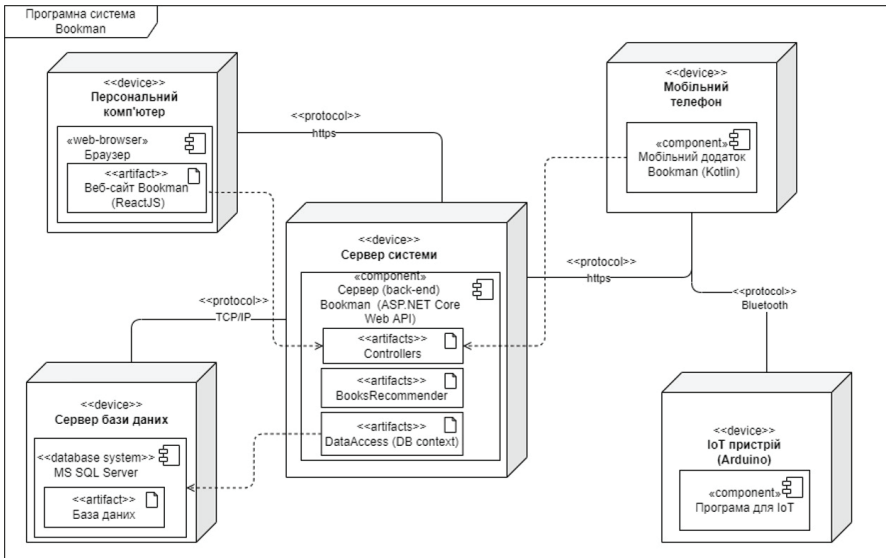 Програмна система
Bookman
<<device>>
Персональний
комп'ютер
«web-browser»
Браузер
<<artifact>>
Веб-сайт Bookman
(ReactJS)
<<protocol>>
https
<<device>>
Мобільний
телефон
«component»
Мобільний додаток
Bookman (Kotlin)
<<device>>
Сервер системи
«component»
Сервер (back-end)
Bookman (ASP.NET Core
Web API)
<<artifacts>>
Controllers
<<artifacts>>
BooksRecommender
<<artifacts>>
DataAccess (DB context)
<<protocol>>
https
<<protocol>>
Bluetooth
<<protocol>>
TCP/IP
<<device>>
Сервер бази даних
<<database system>>
MS SQL Server
<<artifact>>
База даних
<<device>>
IoT пристрій
(Arduino)
«component»
Програма для IoT